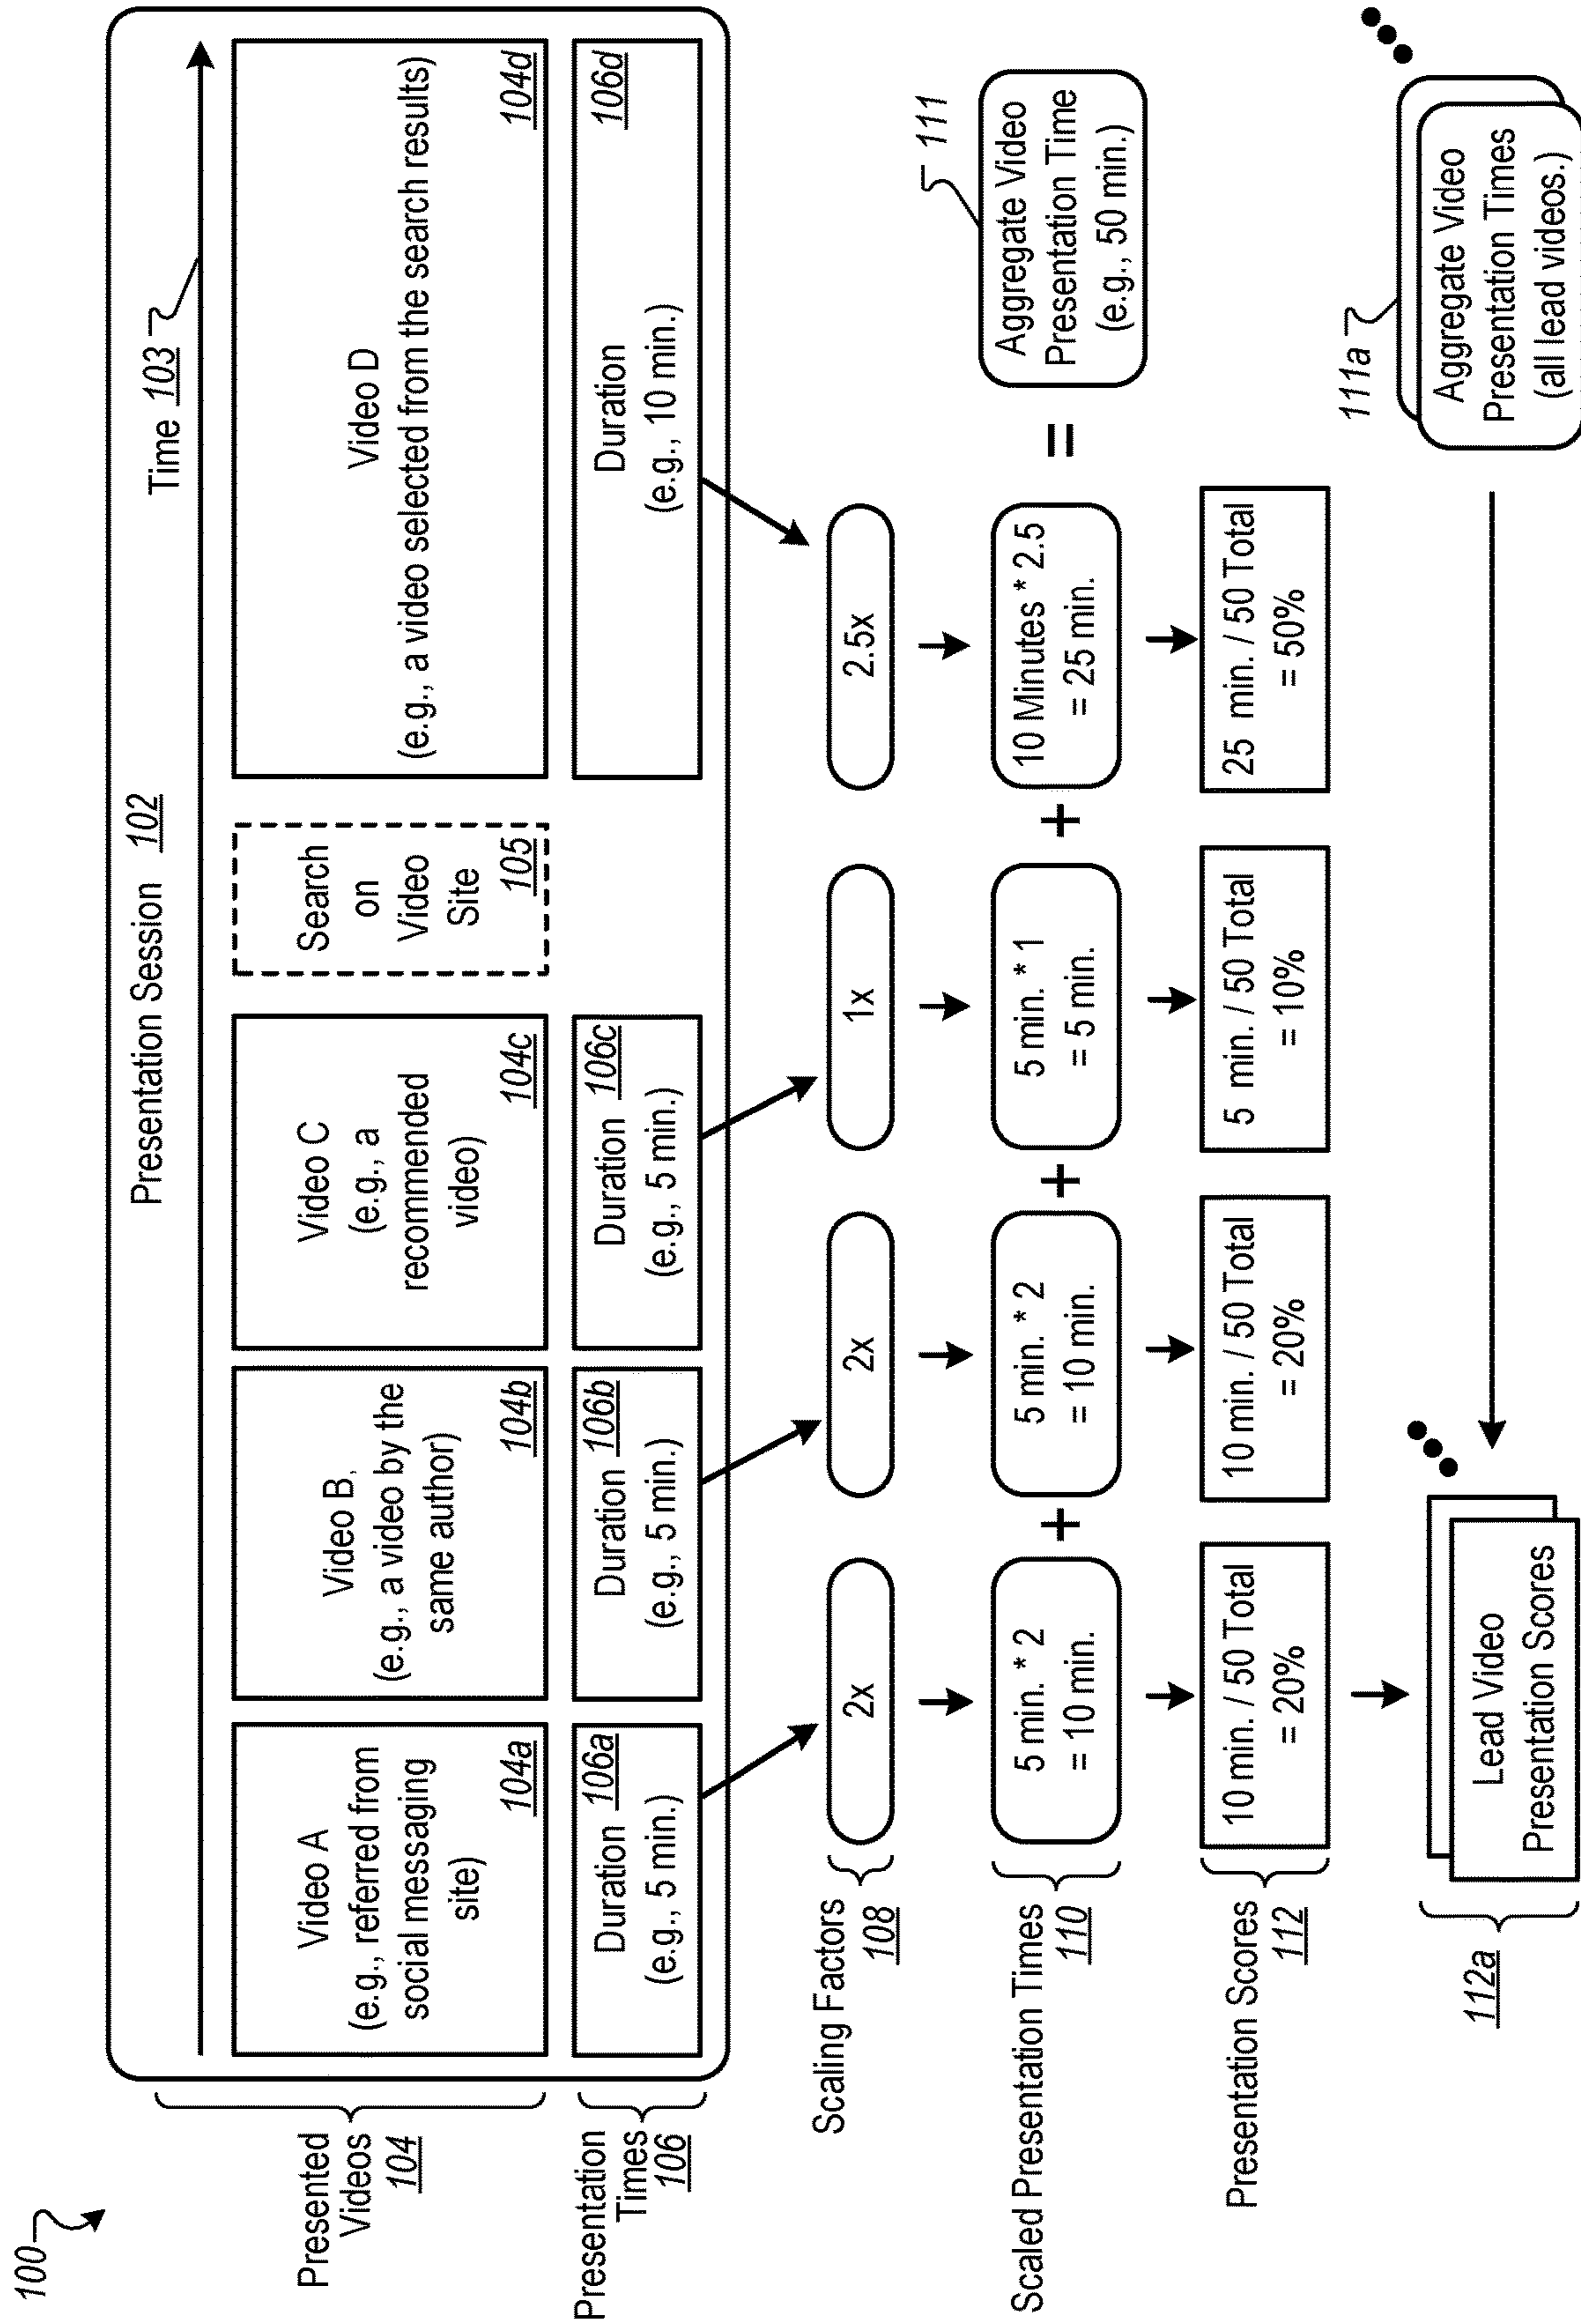 100
Presentation Session 102
Time 103
Presented
Videos
104
Video A
(e.g., referred from
social messaging
site)
104a
Video B,
(e.g., a video by the
same author)
104b
Video C
(e.g., a
recommended
video)
104c
Search
on
Video
Site
105
Video D
(e.g., a video selected from the search results)
104d
Presentation
Times
106
Duration 106a
(e.g., 5 min.)
Duration 106b
(e.g., 5 min.)
Duration 106c
(e.g., 5 min.)
Duration
(e.g., 10 min.)
106d
Scaling Factors
108
2x
2x
1x
2.5x
Scaled Presentation Times
110
5 min. * 2
= 10 min.
+
5 min. * 2
= 10 min.
+
5 min. * 1
= 5 min.
+
10 Minutes * 2.5
= 25 min.
=
111
Aggregate Video
Presentation Time
(e.g., 50 min.)
Presentation Scores
112
10 min. / 50 Total
= 20%
10 min. / 50 Total
= 20%
5 min. / 50 Total
= 10%
25 min. / 50 Total
= 50%
112a
Lead Video
Presentation Scores
111a
Aggregate Video
Presentation Times
(all lead videos.)